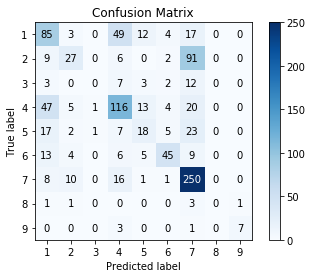 Confusion Matrix
1 85 3 0 49 12 4 17 0 0
2 9 27 0 6 0 2 91 0 0
3 3 0 0 7 3 2 12 0 0
4 47 5 1 116 13 4 20 0 0
5 17 2 1 7 18 5 23 0 0
6 13 4 0 6 5 45 9 0 0
7 8 10 0 16 1 1 250 0 0
8 1 1 0 0 0 0 3 0 1
9 0 0 0 3 0 0 1 0 7
1 2 3 4 5 6 7 8 9
True label
Predicted label
250
200
150
100
50
0